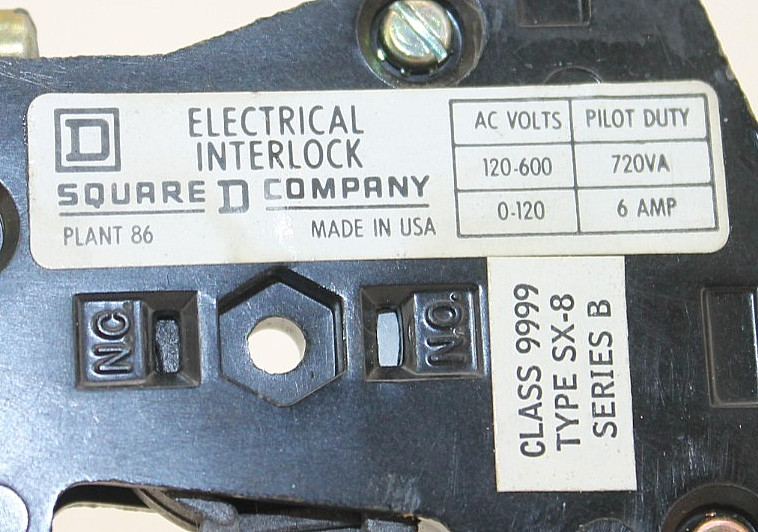 D
ELECTRICAL
INTERLOCK
SQUARE D COMPANY
PLANT 86 MADE IN USA
AC VOLTS PILOT DUTY
120-600 720VA
0-120 6 AMP
N.C.
N.O.
CLASS 9999
TYPE SX-8
SERIES B